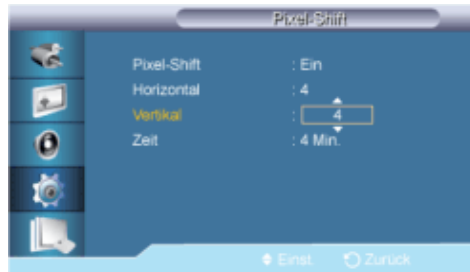 Pixel-Shift
Pixel-Shift : Ein
Horizontal : 4
Vertikal : 4
Zeit : 4 Min.
Einst. Zurück